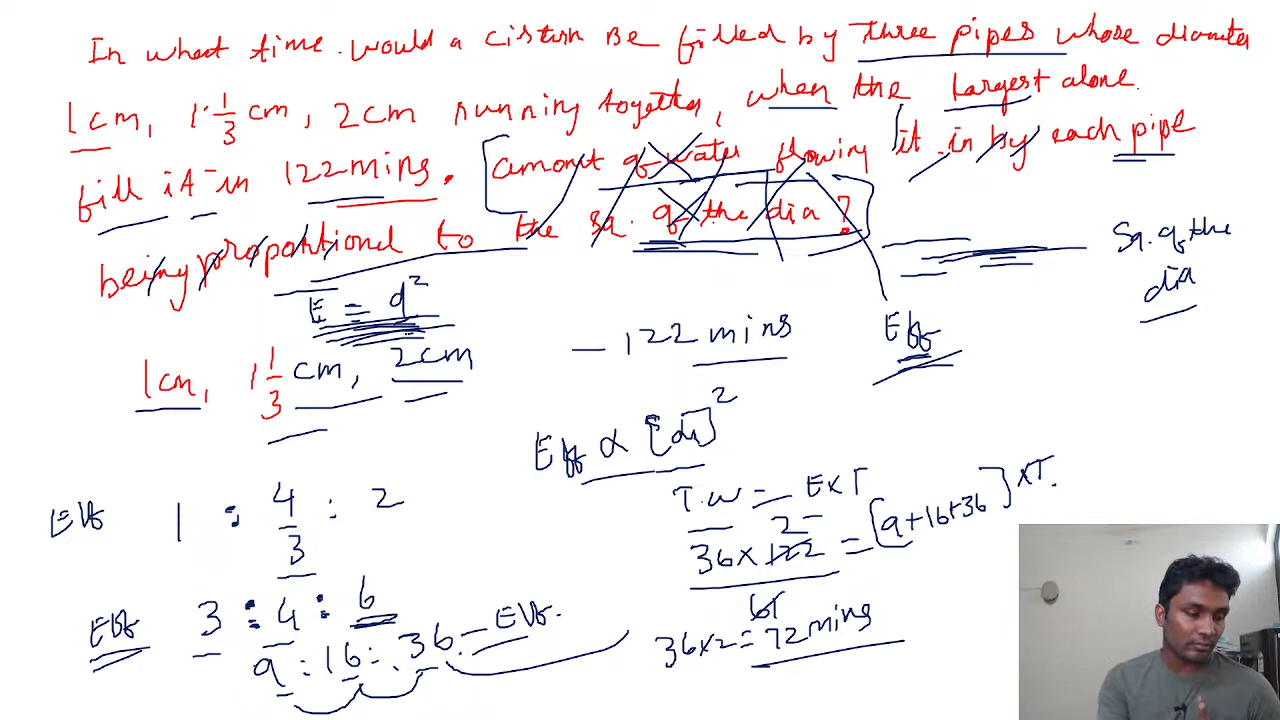 In what time would a cistern be filled by three pipes whose diameter
1cm, 1 1/3 cm, 2cm running together, when the largest alone.
fill it in 122 mins. [amount of water flowing it in by each pipe
being proportional to the sq. of the dia ?]
E = d²
Sq. of the
dia
1cm, 1 1/3 cm, 2cm — 122 mins
Eff
Eff ∝ [di]²
Eff 1 : 4/3 : 2
T.W = E×T
2
36 × 122 = [9+16+36] ×T.
61
Eff 3 : 4 : 6
9 : 16 : 36 — Eff.
36×2 = 72 mins